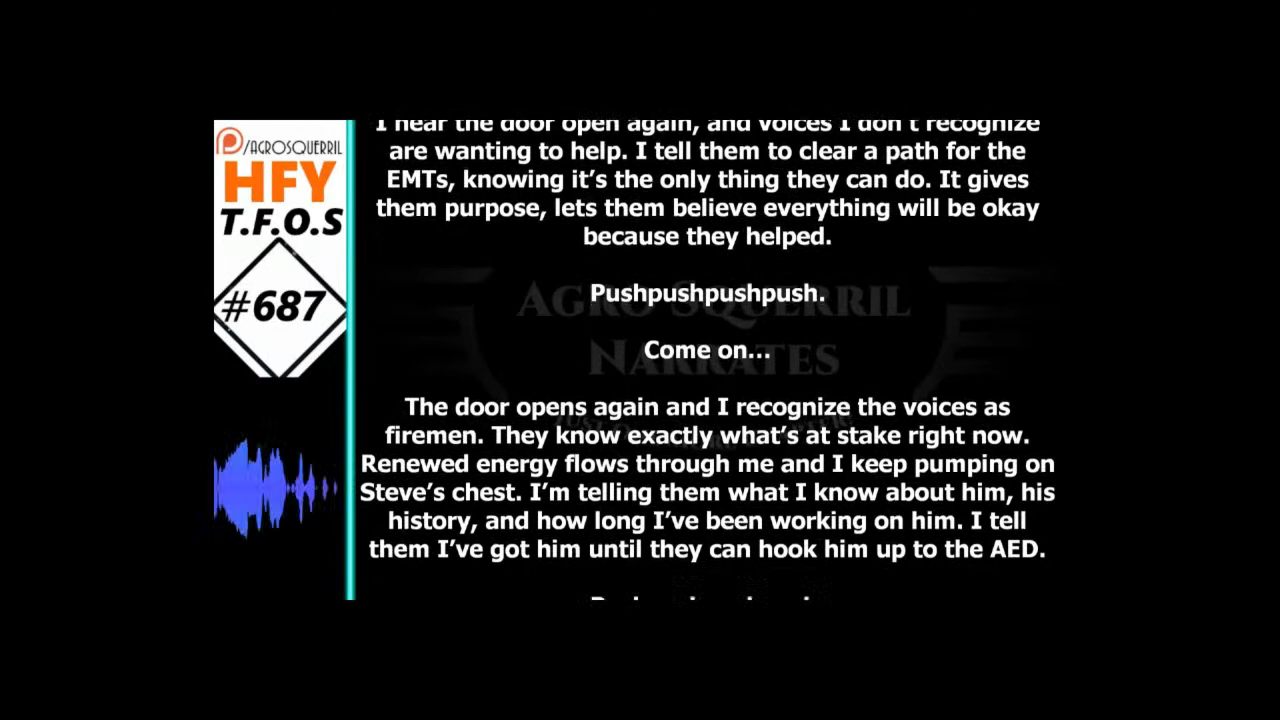 /AGROSQUERRIL
HFY
T.F.O.S
#687
I hear the door open again, and voices I don't recognize
are wanting to help. I tell them to clear a path for the
EMTs, knowing it's the only thing they can do. It gives
them purpose, lets them believe everything will be okay
because they helped.
AGRO SQUERRIL
NARRATES
Pushpushpushpush.
Come on...
The door opens again and I recognize the voices as
firemen. They know exactly what's at stake right now.
Renewed energy flows through me and I keep pumping on
Steve's chest. I'm telling them what I know about him, his
history, and how long I've been working on him. I tell
them I've got him until they can hook him up to the AED.